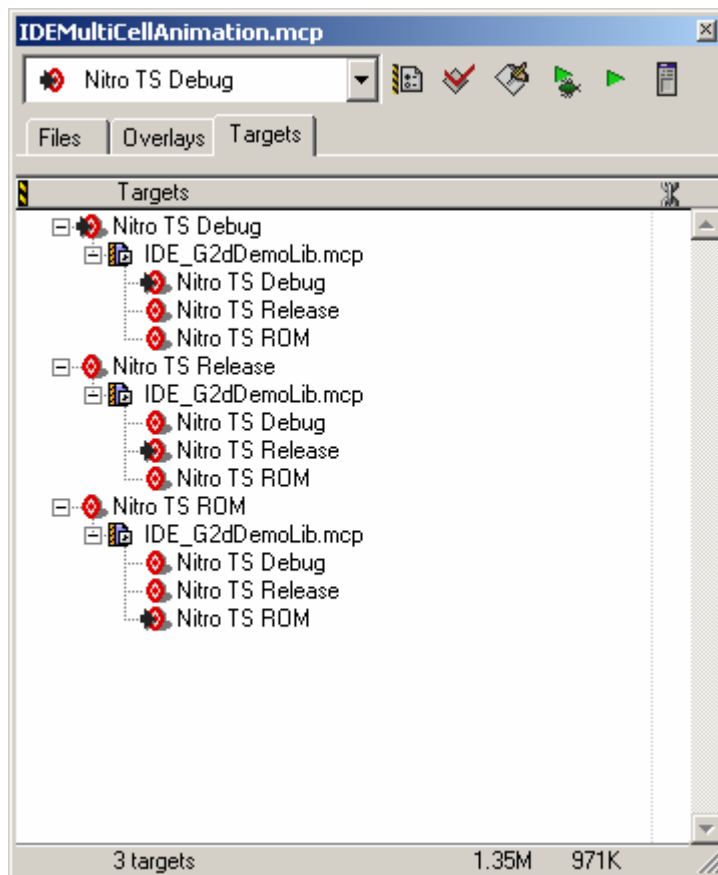 IDEMultiCellAnimation.mcp
Nitro TS Debug
Files Overlays Targets
Targets
Nitro TS Debug
IDE_G2dDemoLib.mcp
Nitro TS Debug
Nitro TS Release
Nitro TS ROM
Nitro TS Release
IDE_G2dDemoLib.mcp
Nitro TS Debug
Nitro TS Release
Nitro TS ROM
Nitro TS ROM
IDE_G2dDemoLib.mcp
Nitro TS Debug
Nitro TS Release
Nitro TS ROM
3 targets 1.35M 971K